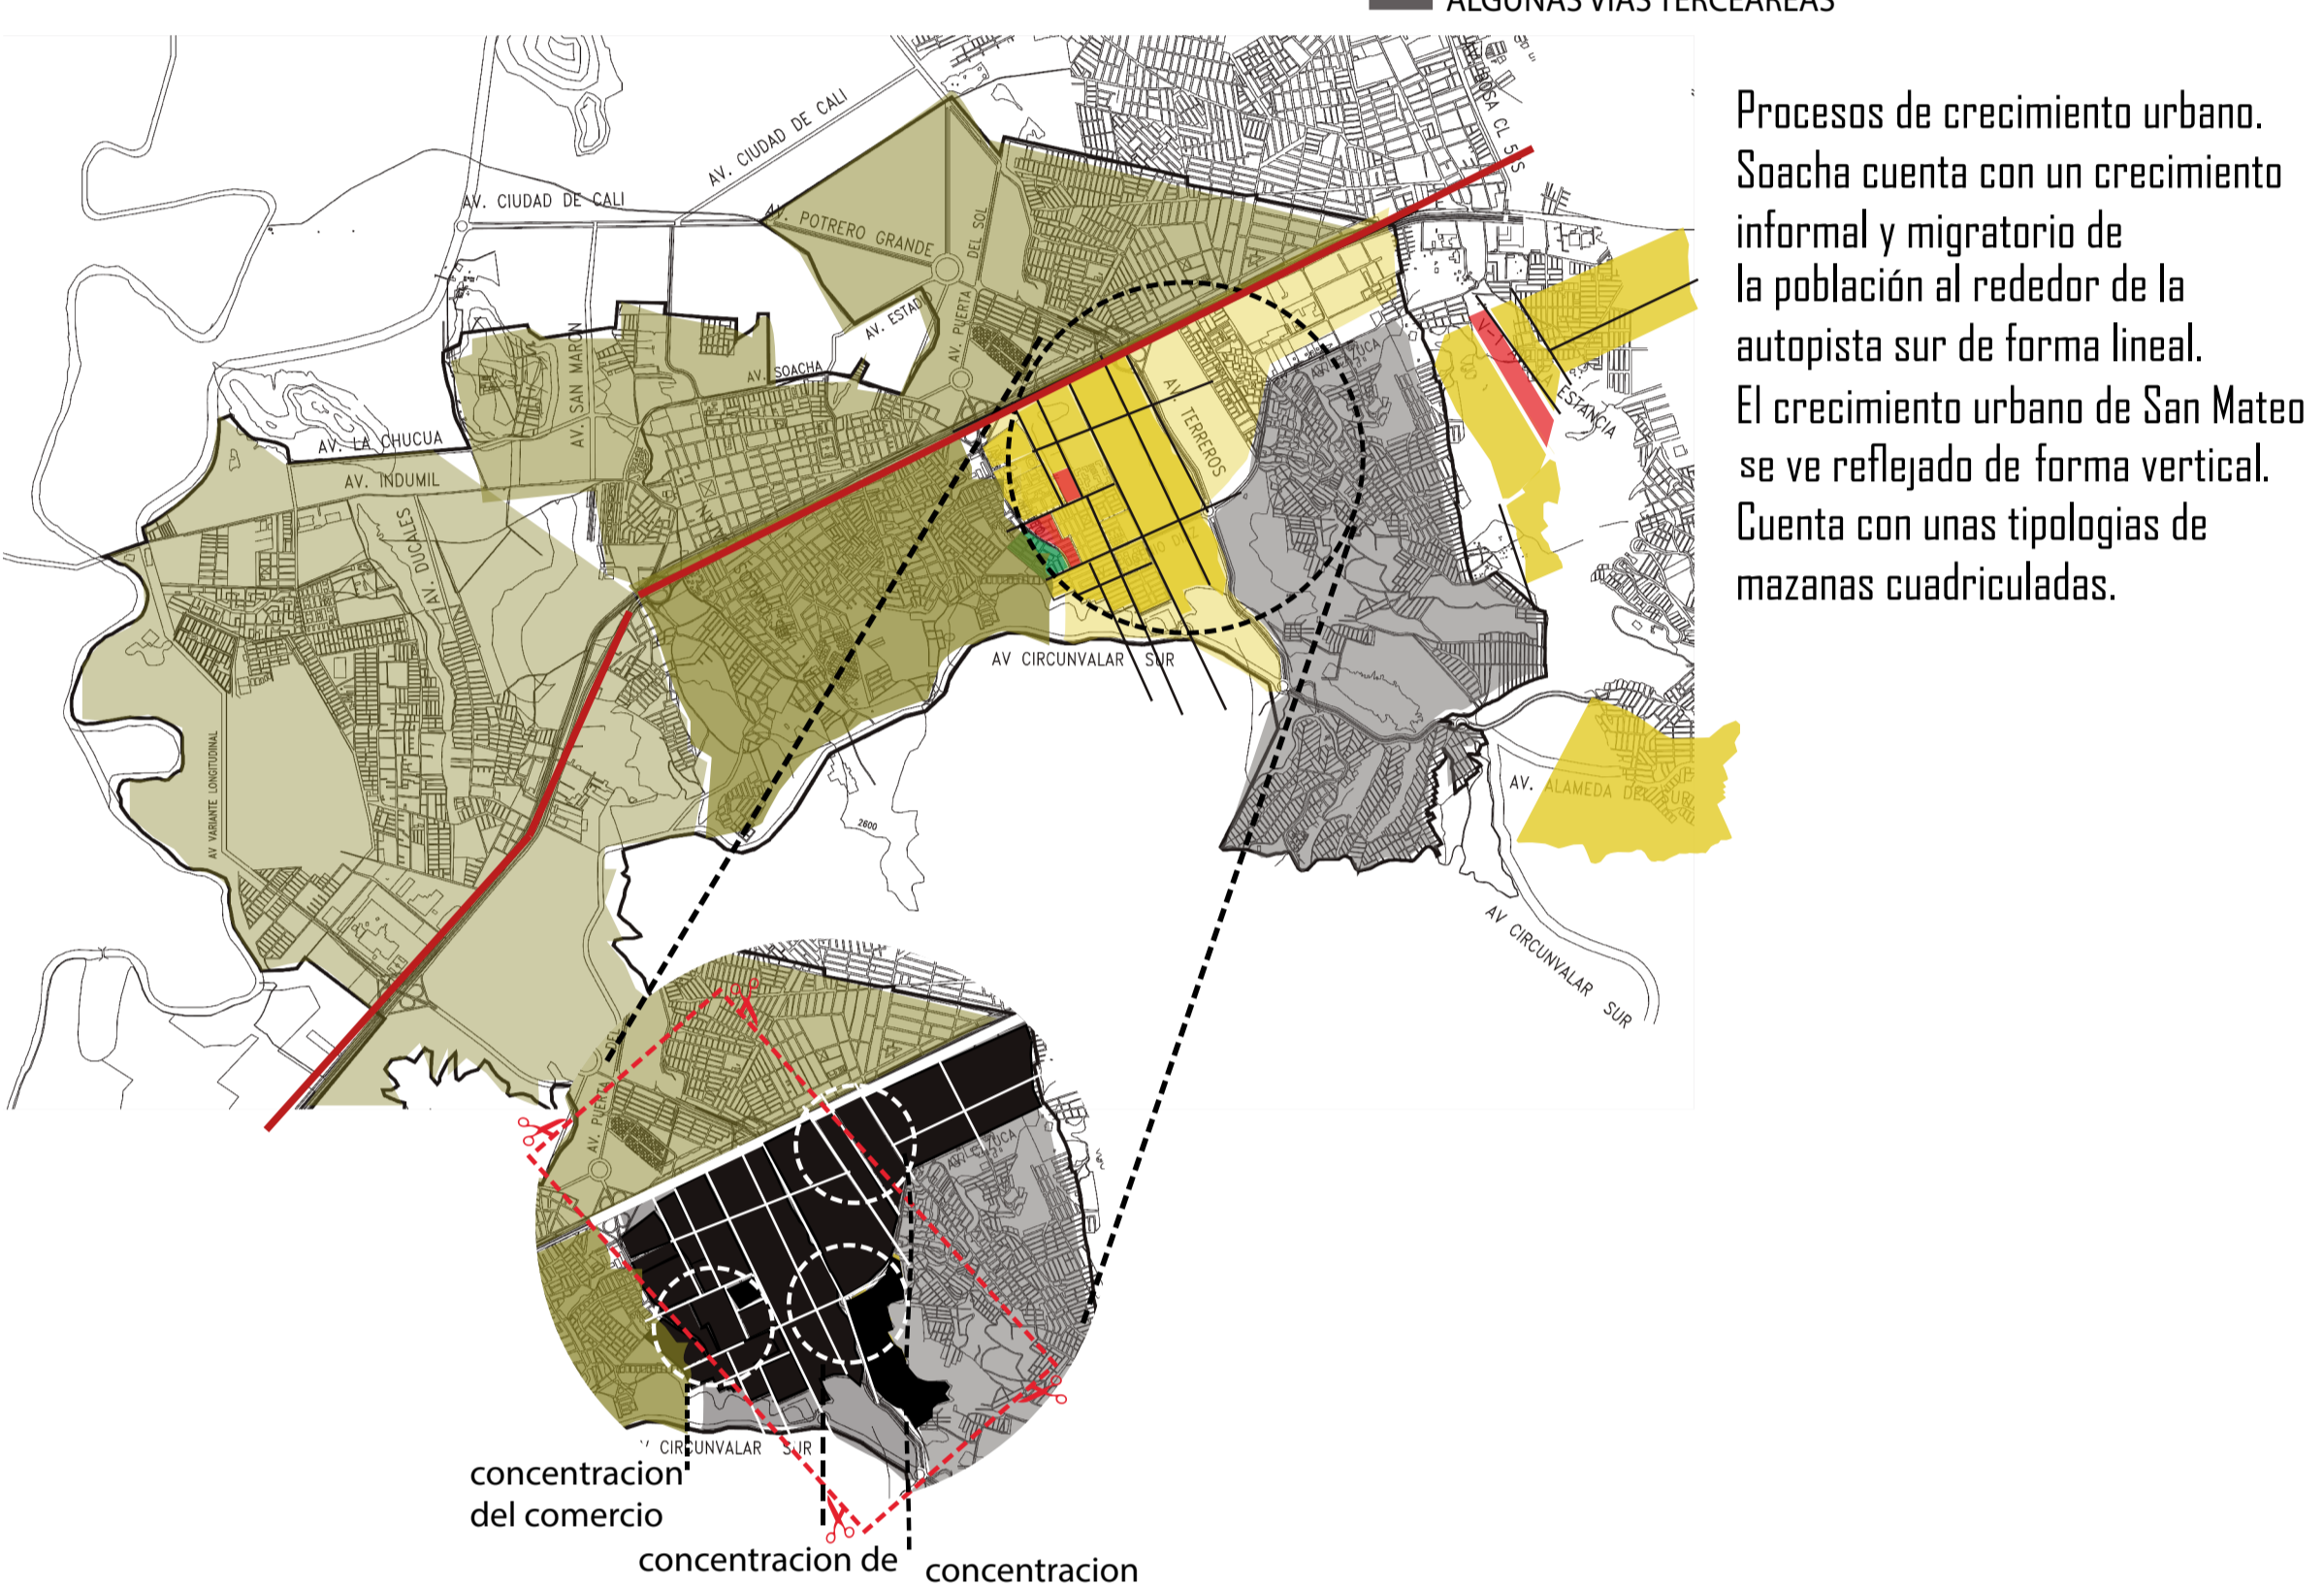 ALGUNAS VIAS TERCEAREAS
Procesos de crecimiento urbano.
Soacha cuenta con un crecimiento
informal y migratorio de
la población al rededor de la
autopista sur de forma lineal.
El crecimiento urbano de San Mateo
se ve reflejado de forma vertical.
Cuenta con unas tipologias de
mazanas cuadriculadas.
AV. CIUDAD DE CALI
AV. CIUDAD DE CALI
AV. POTRERO GRANDE
DEL SOL
AV. PUERTA
AV. ESTAD
AV. SOACHA
AV. SAN MARON
AV. LA CHUCUA
AV. INDUMIL
AV. DUCALES
AV. TERREROS
ESTANCIA
AV CIRCUNVALAR SUR
AV VARIANTE LONGITUDINAL
2600
AV. ALAMEDA DEL SUR
AV CIRCUNVALAR SUR
AV. PUERTA DEL
CIRCUNVALAR SUR
concentracion
del comercio
concentracion de
concentracion